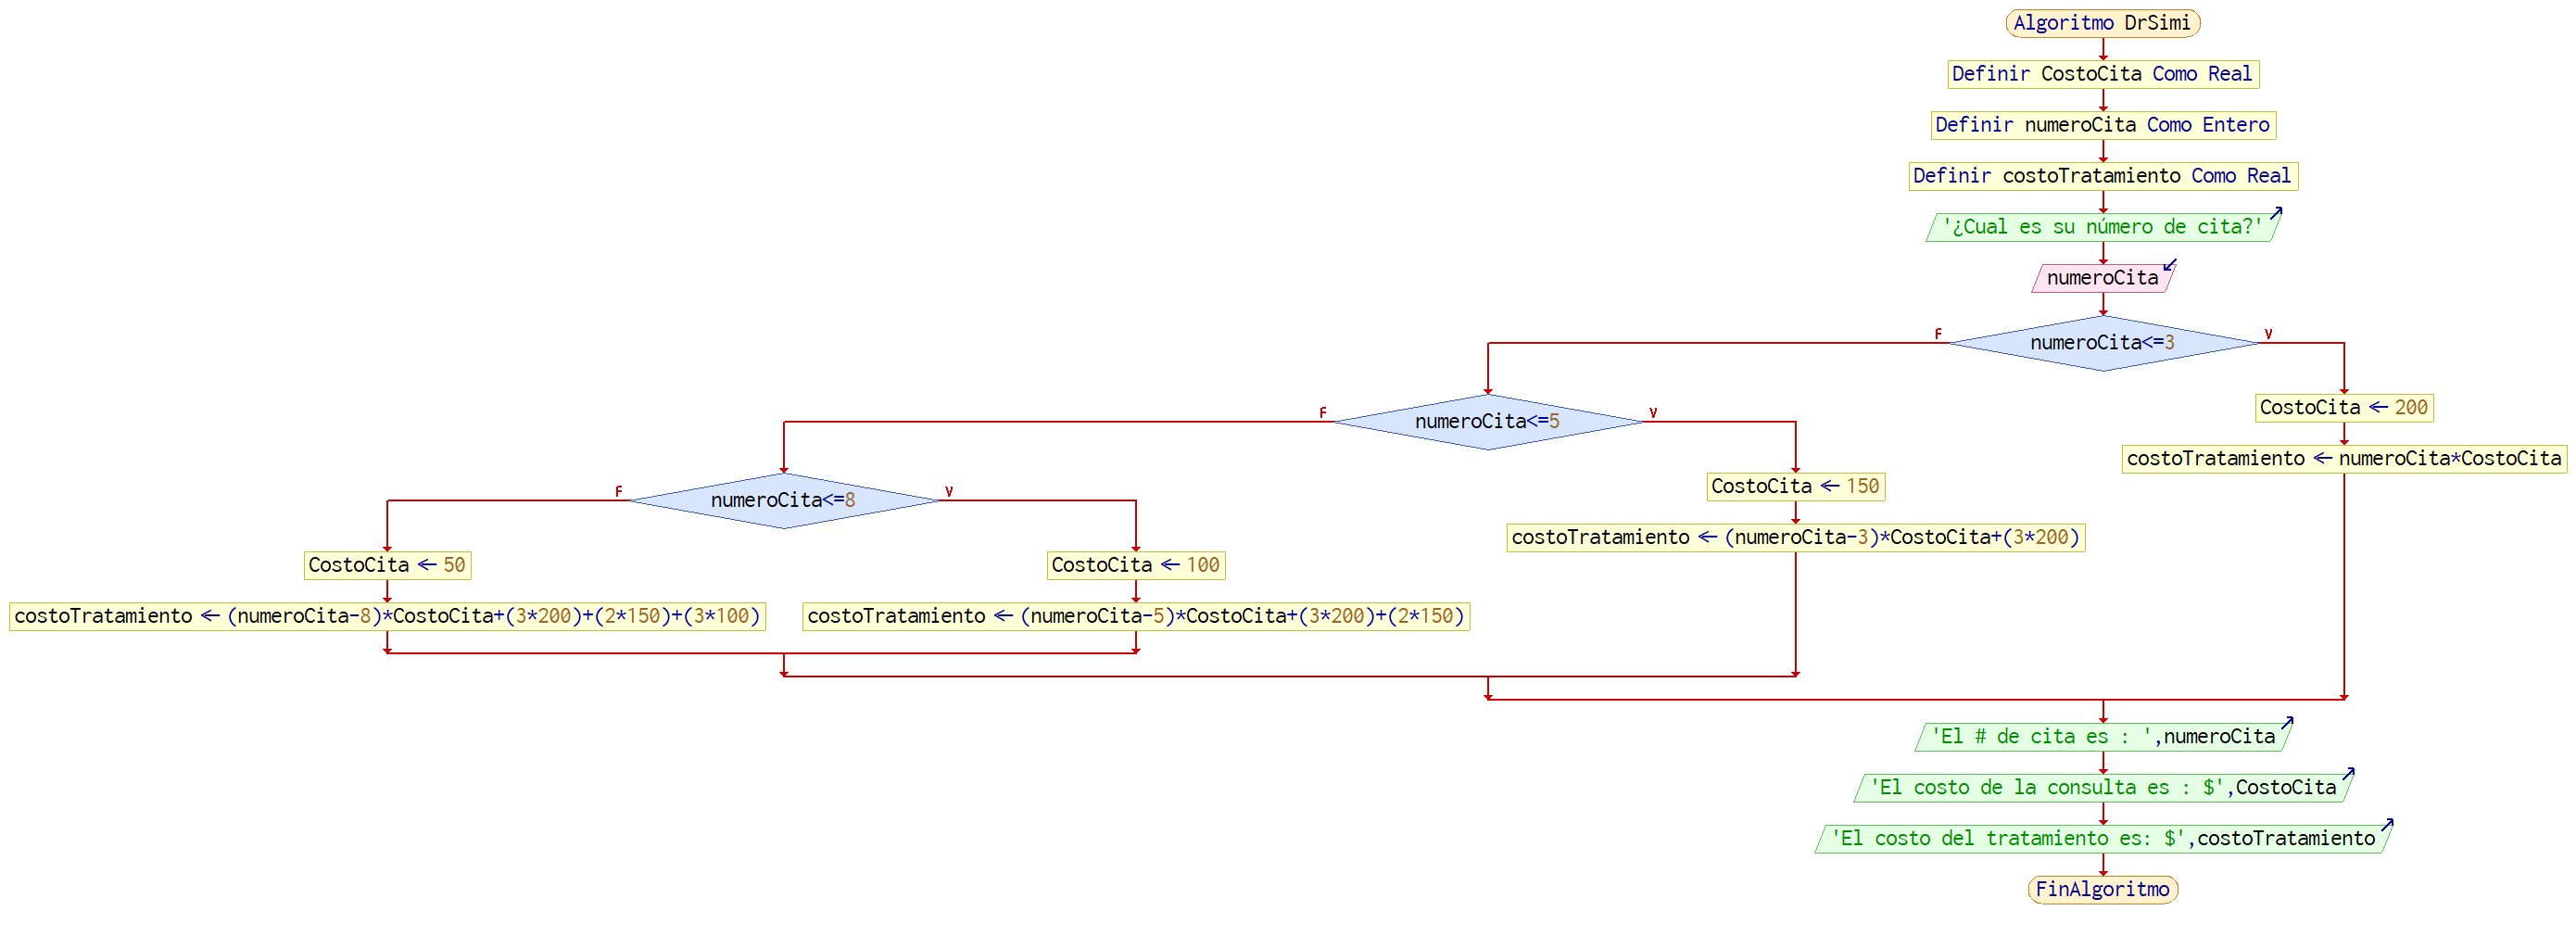 Algoritmo DrSimi
Definir CostoCita Como Real
Definir numeroCita Como Entero
Definir costoTratamiento Como Real
'¿Cual es su número de cita?'
numeroCita
F
V
numeroCita<=3
F
V
CostoCita ← 200
numeroCita<=5
costoTratamiento ← numeroCita*CostoCita
F
V
CostoCita ← 150
numeroCita<=8
costoTratamiento ← (numeroCita-3)*CostoCita+(3*200)
CostoCita ← 50
CostoCita ← 100
costoTratamiento ← (numeroCita-8)*CostoCita+(3*200)+(2*150)+(3*100)
costoTratamiento ← (numeroCita-5)*CostoCita+(3*200)+(2*150)
'El # de cita es : ',numeroCita
'El costo de la consulta es : $',CostoCita
'El costo del tratamiento es: $',costoTratamiento
FinAlgoritmo